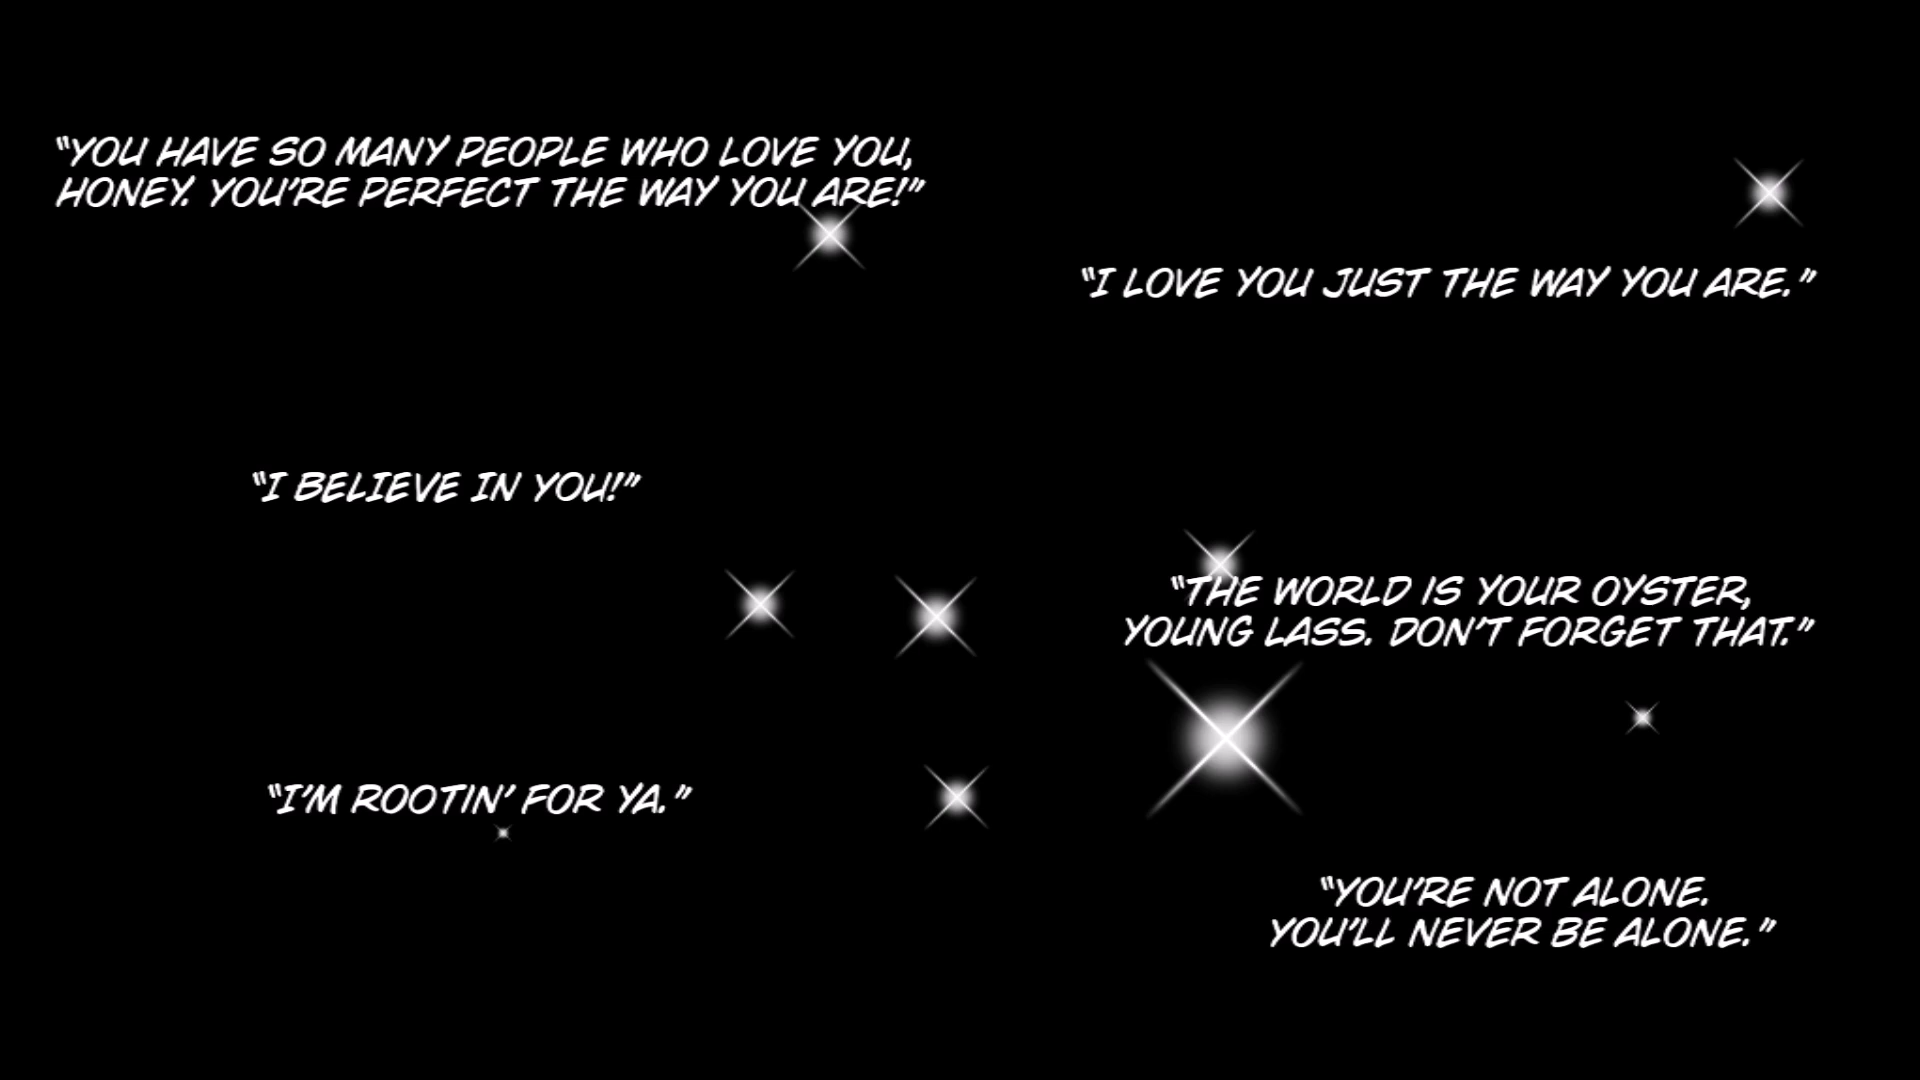 “YOU HAVE SO MANY PEOPLE WHO LOVE YOU,
HONEY. YOU’RE PERFECT THE WAY YOU ARE!”
“I LOVE YOU JUST THE WAY YOU ARE.”
“I BELIEVE IN YOU!”
“THE WORLD IS YOUR OYSTER,
YOUNG LASS. DON’T FORGET THAT.”
“I’M ROOTIN’ FOR YA.”
“YOU’RE NOT ALONE.
YOU’LL NEVER BE ALONE.”